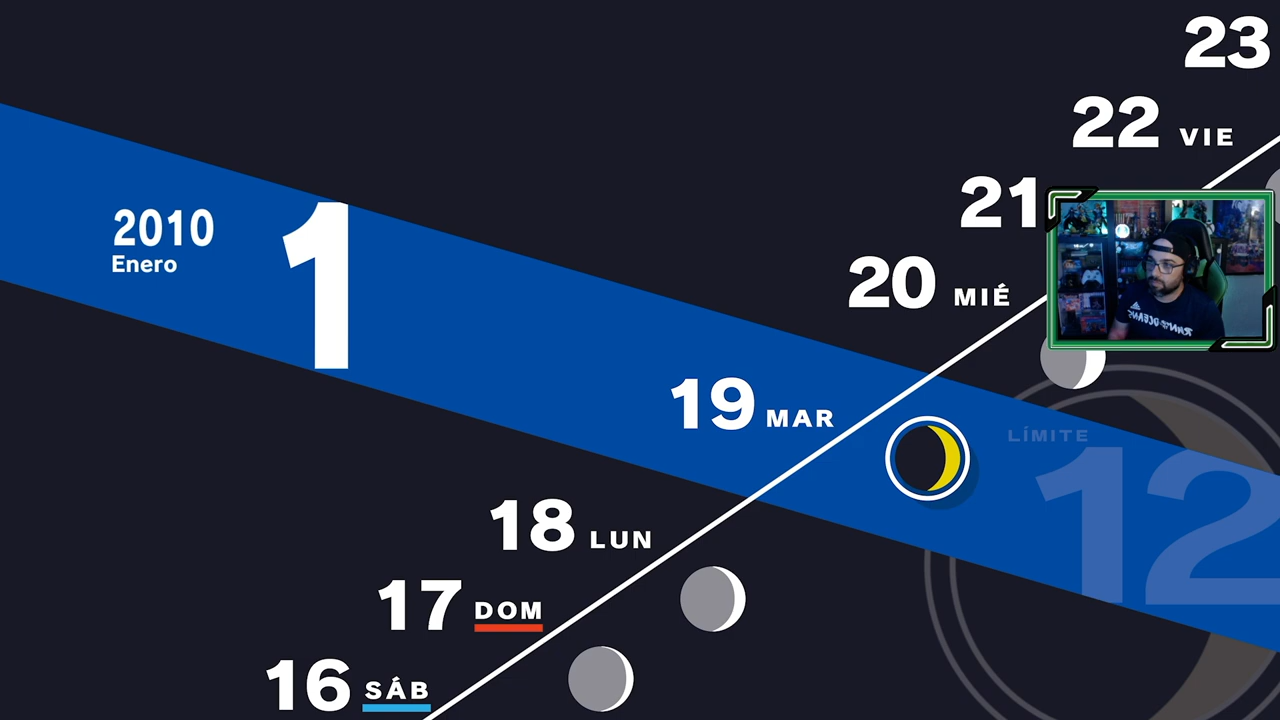 23
22 VIE
21
20 MIÉ
2010
Enero
1
19 MAR
LÍMITE
12
18 LUN
17 DOM
16 SÁB